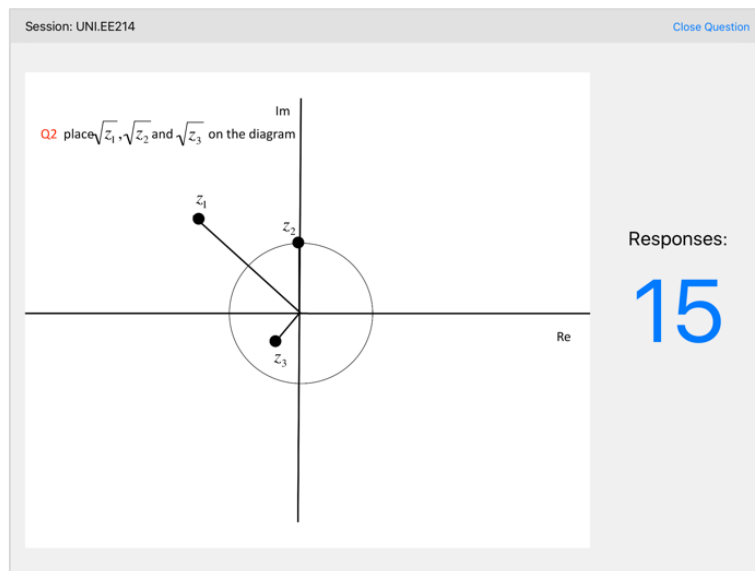 Session: UNI.EE214
Close Question
Im
Q2 place √z₁ , √z₂ and √z₃ on the diagram
z₁
z₂
Responses:
15
Re
z₃